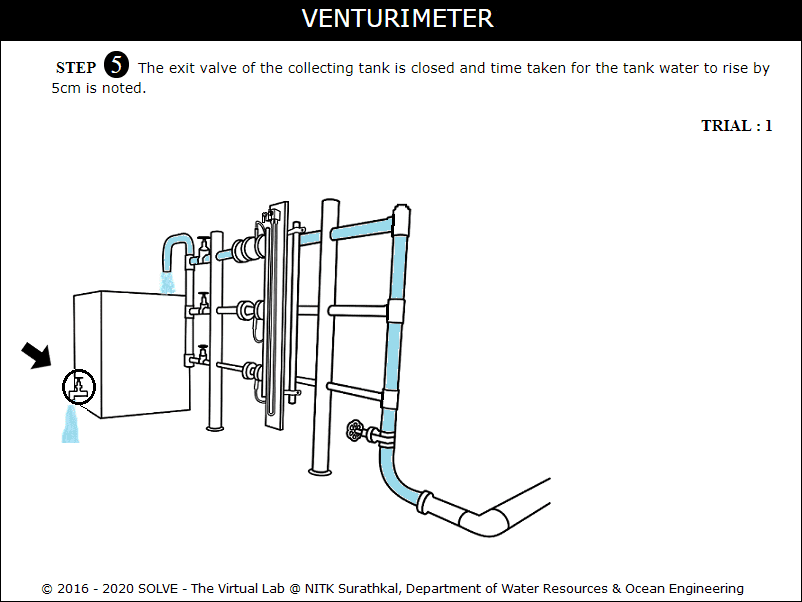 VENTURIMETER
STEP 5 The exit valve of the collecting tank is closed and time taken for the tank water to rise by
5cm is noted.
TRIAL : 1
© 2016 - 2020 SOLVE - The Virtual Lab @ NITK Surathkal, Department of Water Resources & Ocean Engineering